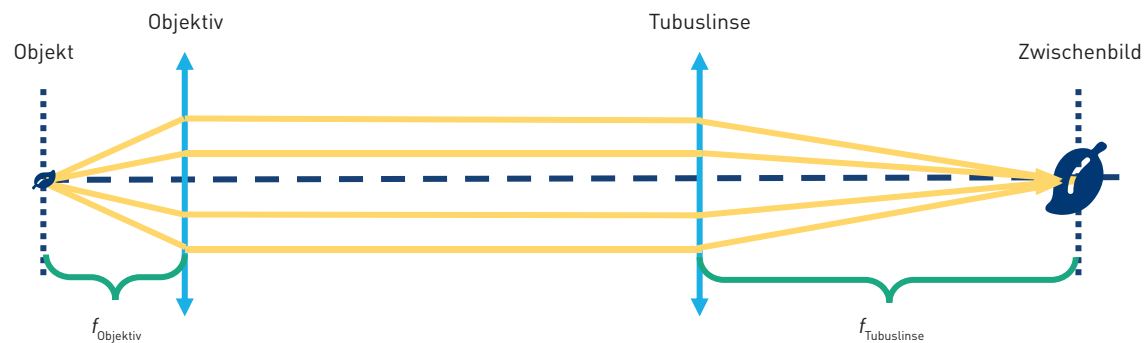 Objektiv
Tubuslinse
Objekt
Zwischenbild
fObjektiv
fTubuslinse